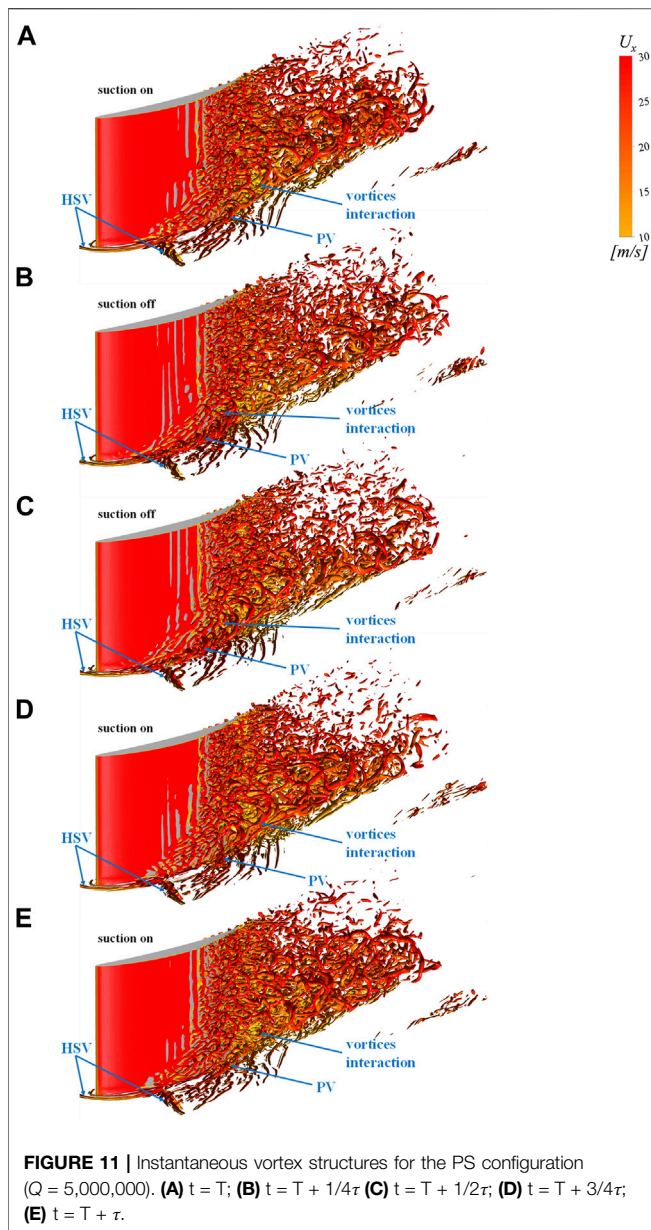 A
suction on
HSV
vortices
interaction
PV
U_x
30
25
20
15
10
[m/s]
B
suction off
HSV
vortices
interaction
PV
C
suction off
HSV
vortices
interaction
PV
D
suction on
HSV
vortices
interaction
PV
E
suction on
HSV
vortices
interaction
PV
FIGURE 11 | Instantaneous vortex structures for the PS configuration
(Q = 5,000,000). (A) t = T; (B) t = T + 1/4τ (C) t = T + 1/2τ; (D) t = T + 3/4τ;
(E) t = T + τ.